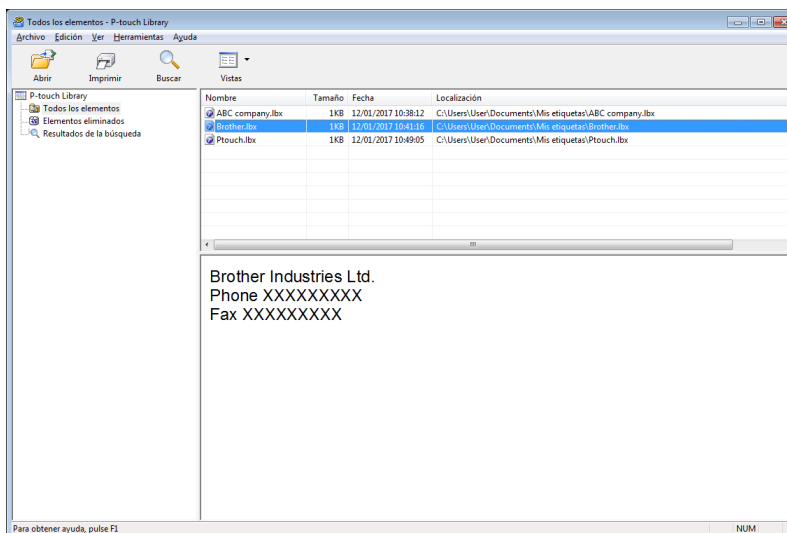 Todos los elementos - P-touch Library
Archivo Edición Ver Herramientas Ayuda
Abrir Imprimir Buscar Vistas
P-touch Library
Todos los elementos
Elementos eliminados
Resultados de la búsqueda
Nombre Tamaño Fecha Localización
ABC company.lbx 1KB 12/01/2017 10:38:12 C:\Users\User\Documents\Mis etiquetas\ABC company.lbx
Brother.lbx 1KB 12/01/2017 10:41:16 C:\Users\User\Documents\Mis etiquetas\Brother.lbx
Ptouch.lbx 1KB 12/01/2017 10:49:05 C:\Users\User\Documents\Mis etiquetas\Ptouch.lbx
Brother Industries Ltd.
Phone XXXXXXXXX
Fax XXXXXXXXX
Para obtener ayuda, pulse F1 NUM